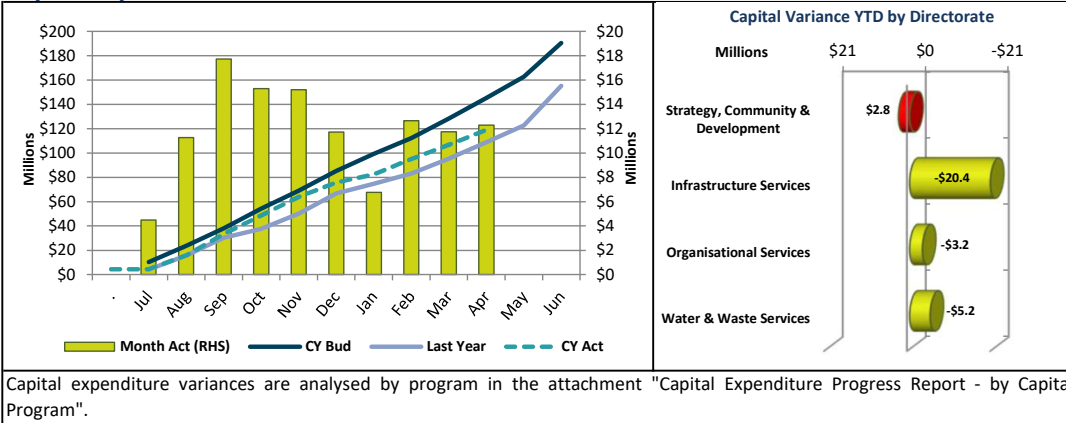 $200
$180
$160
$140
$120
$100
$80
$60
$40
$20
$0
Millions
$20
$18
$16
$14
$12
$10
$8
$6
$4
$2
$0
Millions
. Jul Aug Sep Oct Nov Dec Jan Feb Mar Apr May Jun
Month Act (RHS) CY Bud Last Year CY Act
Capital Variance YTD by Directorate
Millions $21 $0 -$21
Strategy, Community &
Development
$2.8
Infrastructure Services
-$20.4
Organisational Services
-$3.2
Water & Waste Services
-$5.2
Capital expenditure variances are analysed by program in the attachment "Capital Expenditure Progress Report - by Capita
Program".